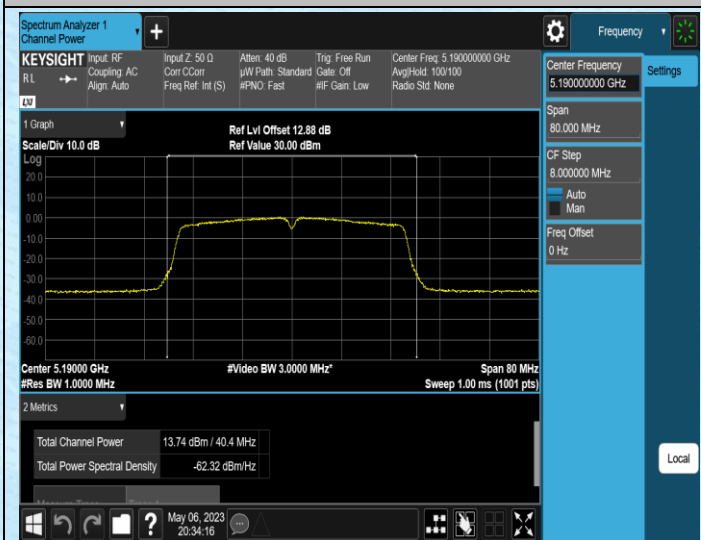 Spectrum Analyzer 1
Channel Power
Frequency
KEYSIGHT
RL
LXI
Input: RF
Coupling: AC
Align: Auto
Input Z: 50 Ω
Corr CCorr
Freq Ref: Int (S)
Atten: 40 dB
µW Path: Standard
#PNO: Fast
Trig: Free Run
Gate: Off
#IF Gain: Low
Center Freq: 5.190000000 GHz
Avg|Hold: 100/100
Radio Std: None
Center Frequency
5.190000000 GHz
Settings
Span
80.000 MHz
CF Step
8.000000 MHz
Auto
Man
Freq Offset
0 Hz
1 Graph
Scale/Div 10.0 dB
Ref Lvl Offset 12.88 dB
Ref Value 30.00 dBm
Log
20.0
10.0
0.00
-10.0
-20.0
-30.0
-40.0
-50.0
-60.0
Center 5.19000 GHz
#Video BW 3.0000 MHz*
Span 80 MHz
#Res BW 1.0000 MHz
Sweep 1.00 ms (1001 pts)
2 Metrics
Total Channel Power 13.74 dBm / 40.4 MHz
Total Power Spectral Density -62.32 dBm/Hz
Local
?
May 06, 2023
20:34:16